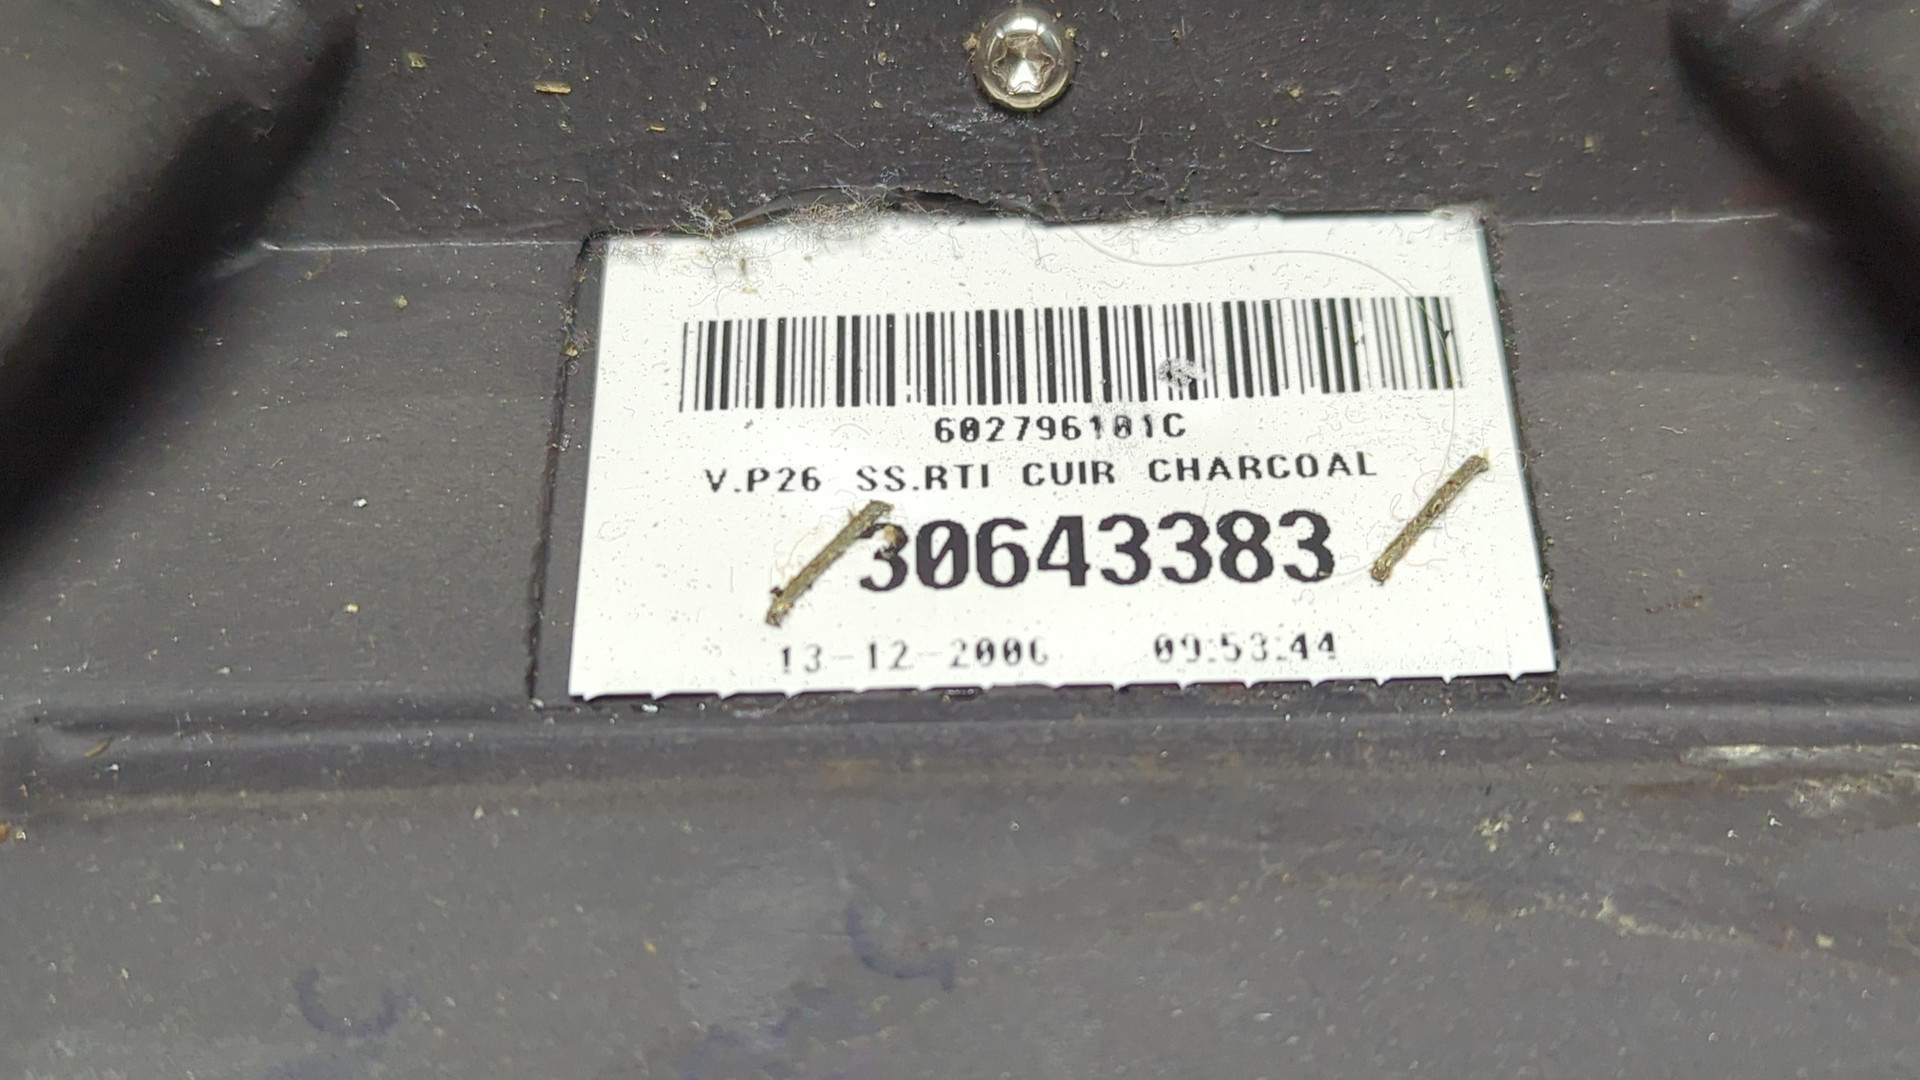 602796101C
V.P26 SS.RTI CUIR CHARCOAL
30643383
13-12-2006 09:53:44